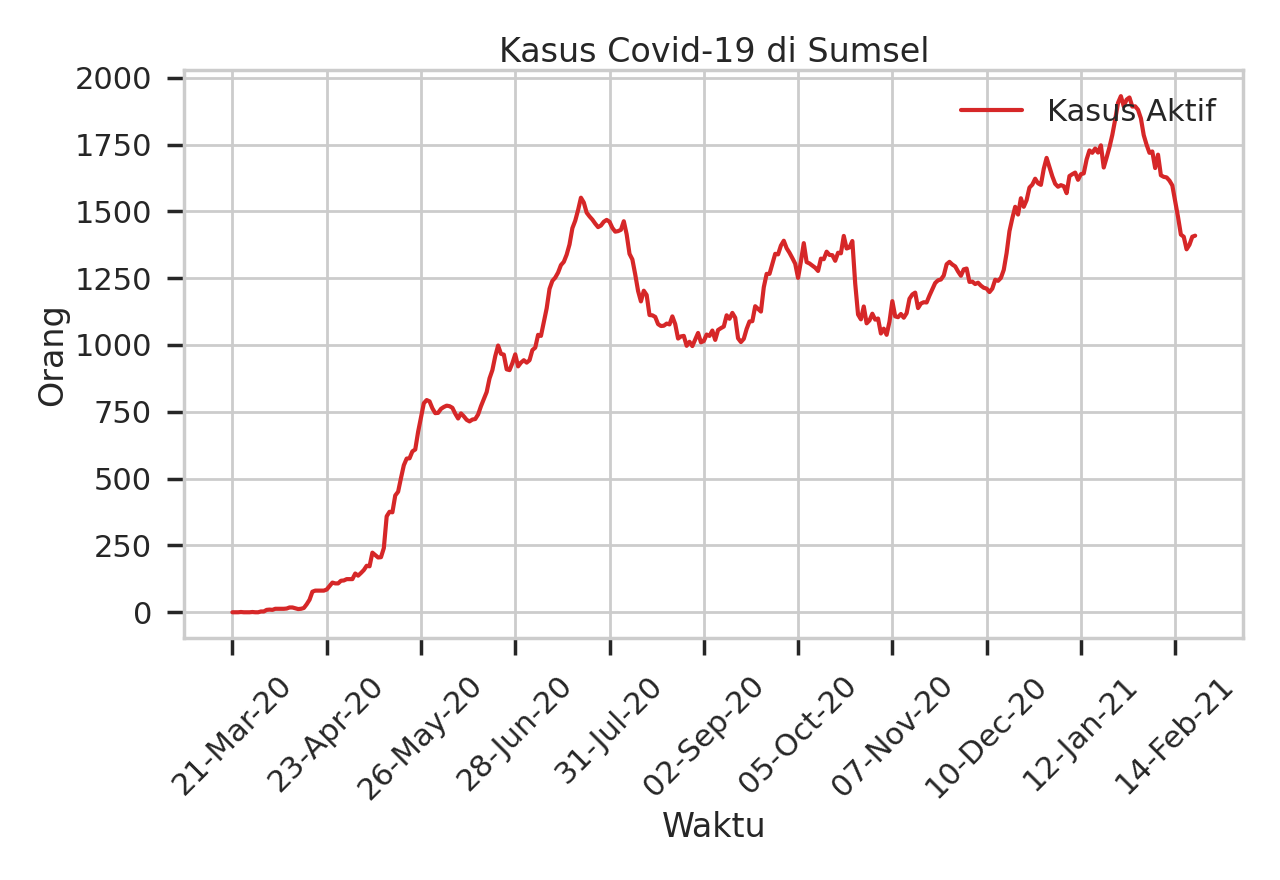 Kasus Covid-19 di Sumsel
2000
1750
1500
1250
1000
750
500
250
0
Orang
Kasus Aktif
21-Mar-20
23-Apr-20
26-May-20
28-Jun-20
31-Jul-20
02-Sep-20
05-Oct-20
07-Nov-20
10-Dec-20
12-Jan-21
14-Feb-21
Waktu